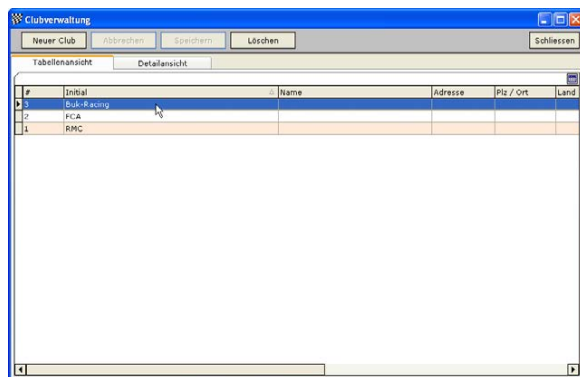 Clubverwaltung
Neuer Club Abbrechen Speichern Löschen Schliessen
Tabellenansicht Detailansicht
# Initial Name Adresse Plz / Ort Land
3 Buk-Racing
2 FCA
1 RMC